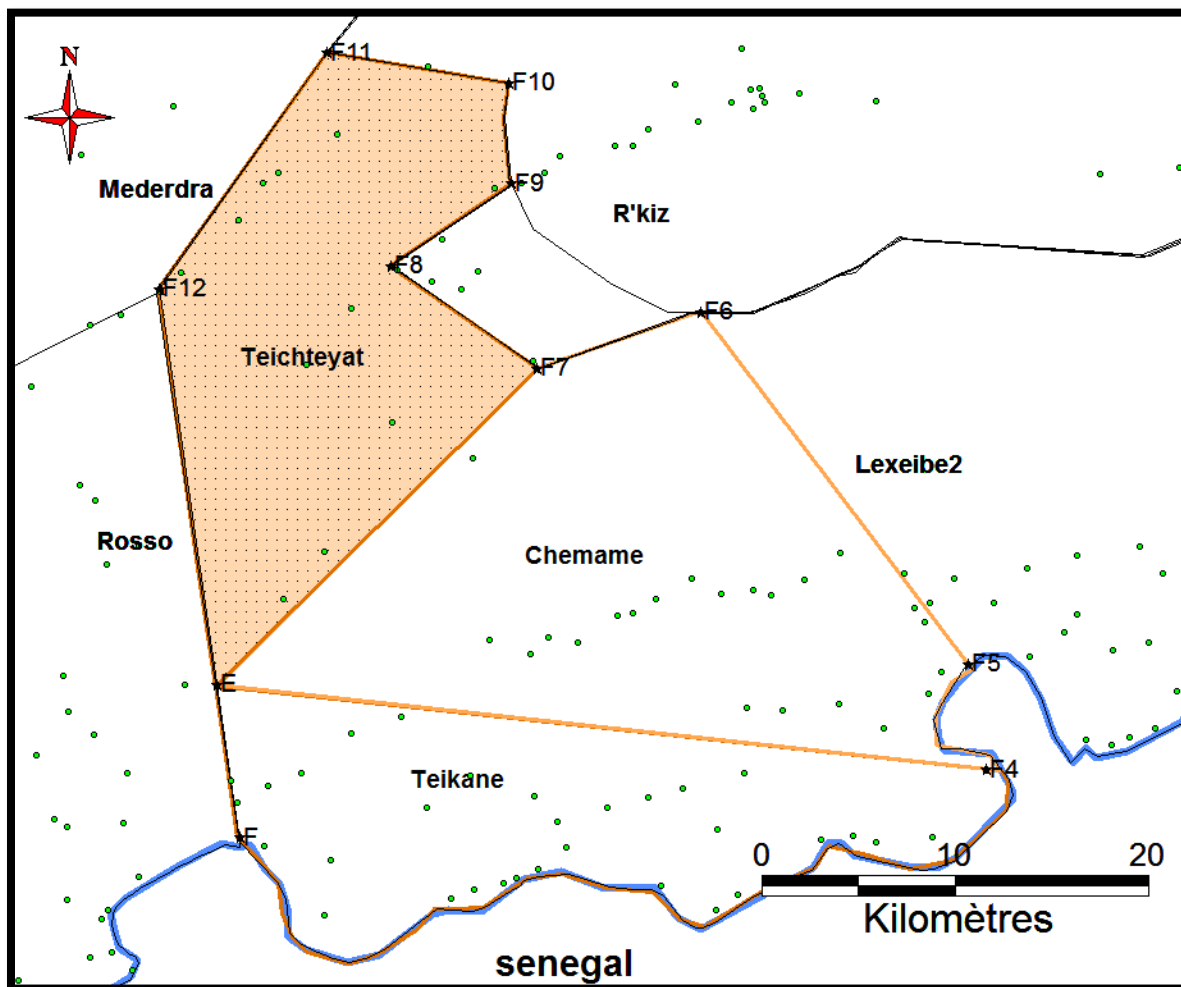 N
F11
F10
Mederdra
F9
R'kiz
F8
F12
F6
Teichteyat
F7
Lexeibe2
Rosso
Chemame
F5
E
F4
Teikane
F
0 10 20
Kilomètres
senegal